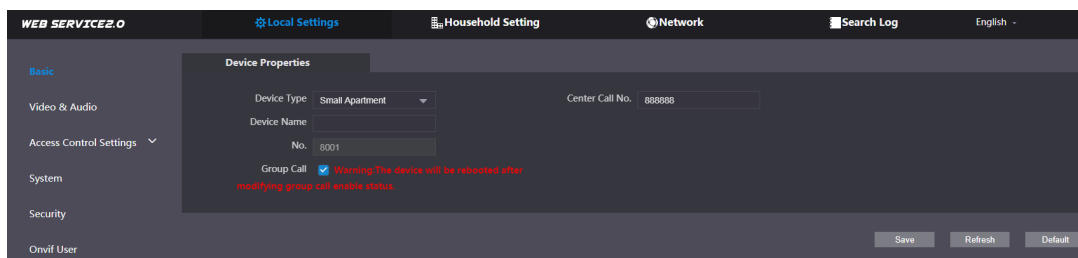 WEB SERVICE2.0 Local Settings Household Setting Network Search Log English
Basic
Video & Audio
Access Control Settings
System
Security
Onvif User
Device Properties
Device Type Small Apartment Center Call No. 888888
Device Name
No. 8001
Group Call Warning:The device will be rebooted after
modifying group call enable status.
Save Refresh Default